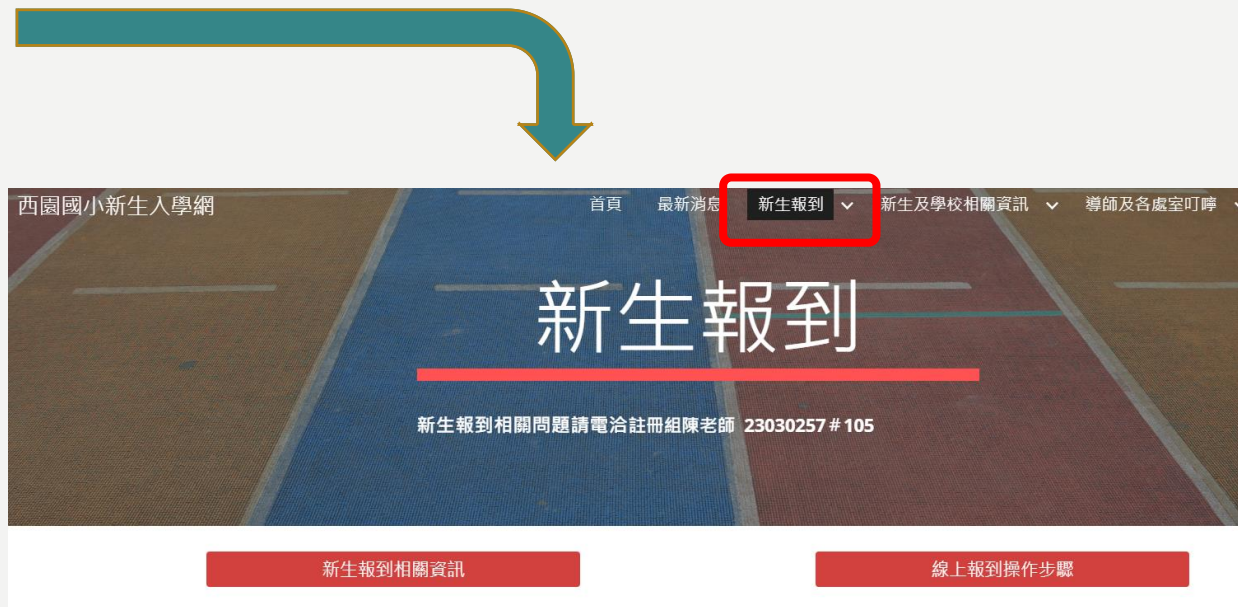 西園國小新生入學網
首頁 最新消息 新生報到 新生及學校相關資訊 導師及各處室叮嚀
新生報到
新生報到相關問題請電洽註冊組陳老師 23030257#105
新生報到相關資訊 線上報到操作步驟